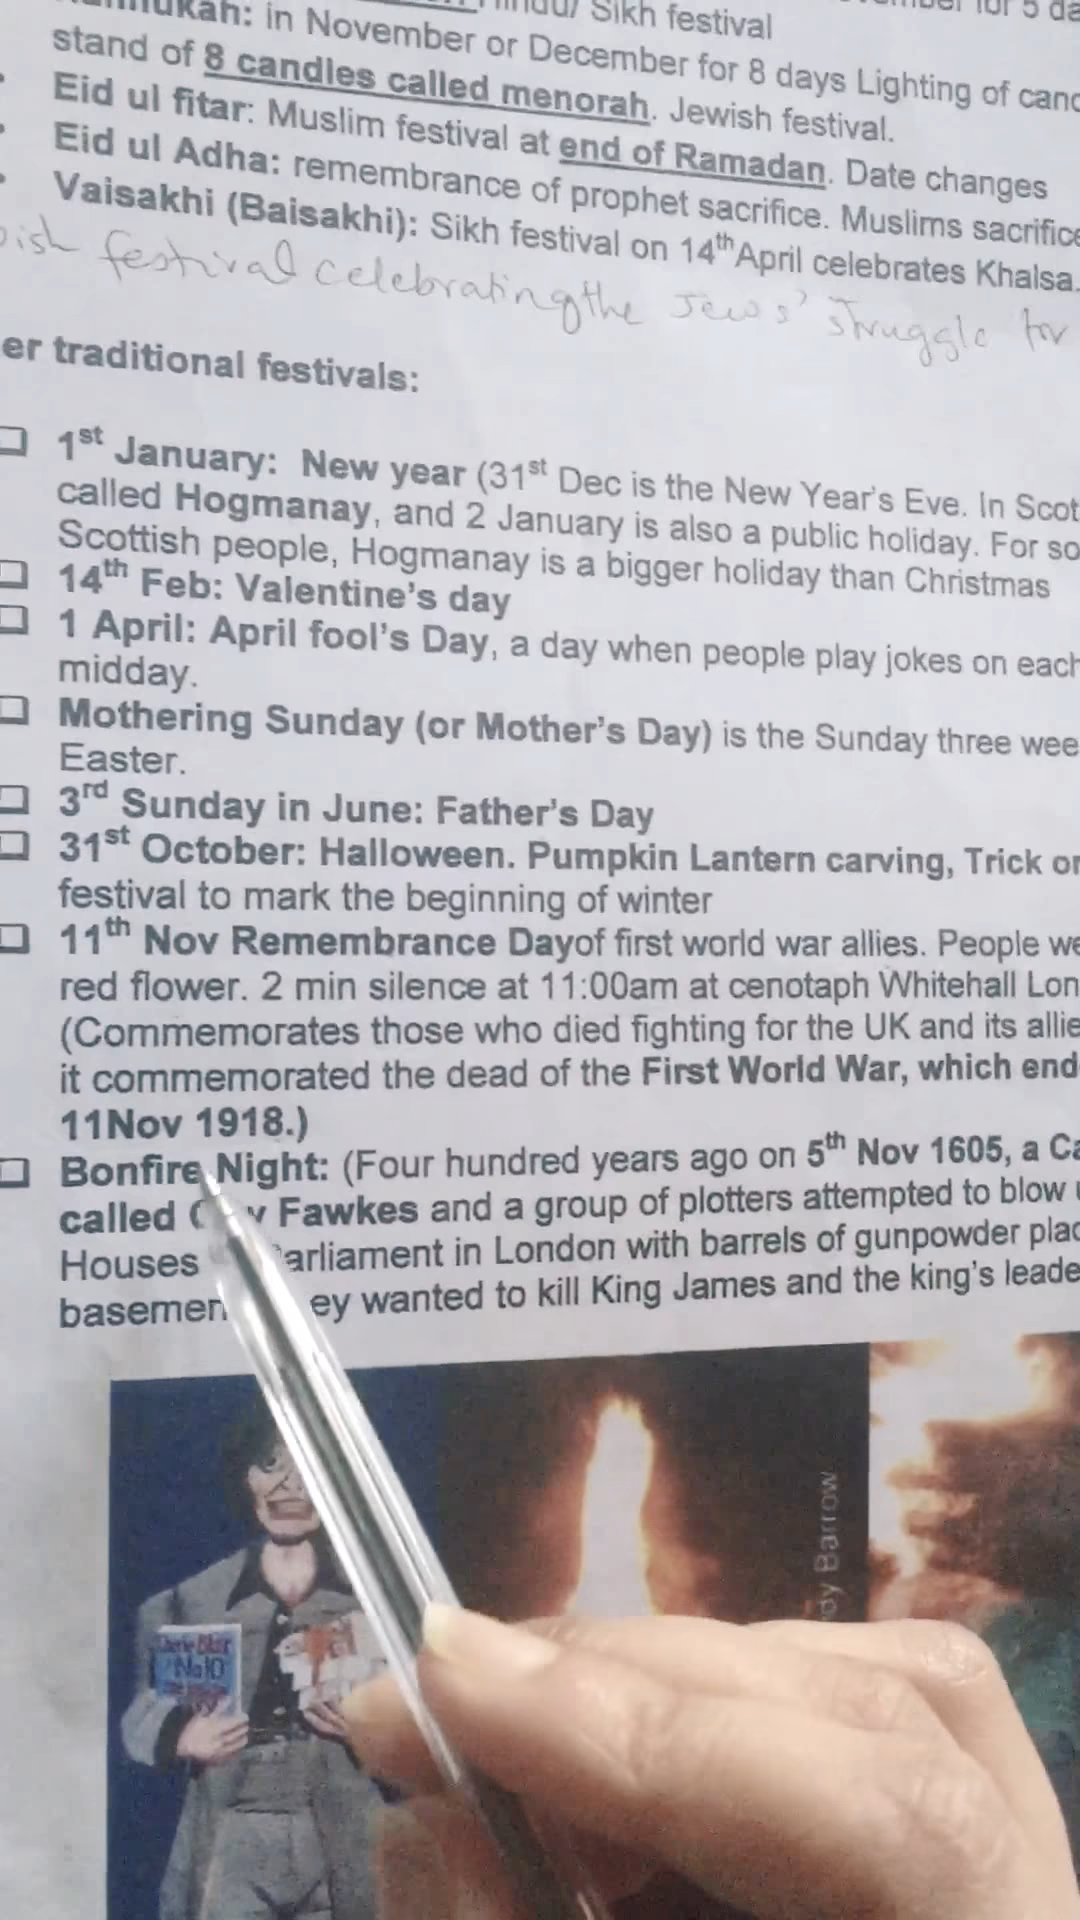 Hindu/ Sikh festival
in November or December for 8 days Lighting of
stand of 8 candles called menorah. Jewish festival.
Eid ul fitar: Muslim festival at end of Ramadan. Date changes
Eid ul Adha: remembrance of prophet sacrifice. Muslims sacrifice
Vaisakhi (Baisakhi): Sikh festival on 14th April celebrates Khalsa.
festival celebrating the Jews' struggle for
er traditional festivals:
1st January: New year (31st Dec is the New Year's Eve. In Scot
called Hogmanay, and 2 January is also a public holiday. For so
Scottish people, Hogmanay is a bigger holiday than Christmas
14th Feb: Valentine's day
1 April: April fool's Day, a day when people play jokes on each
midday.
Mothering Sunday (or Mother's Day) is the Sunday three wee
Easter.
3rd Sunday in June: Father's Day
31st October: Halloween. Pumpkin Lantern carving, Trick or
festival to mark the beginning of winter
11th Nov Remembrance Dayof first world war allies. People we
red flower. 2 min silence at 11:00am at cenotaph Whitehall Lon
(Commemorates those who died fighting for the UK and its allie
it commemorated the dead of the First World War, which end
11Nov 1918.)
Bonfire Night: (Four hundred years ago on 5th Nov 1605, a Ca
called Fawkes and a group of plotters attempted to blow
Houses arliament in London with barrels of gunpowder plac
basemen ey wanted to kill King James and the king's leade
dy Barrow
No10